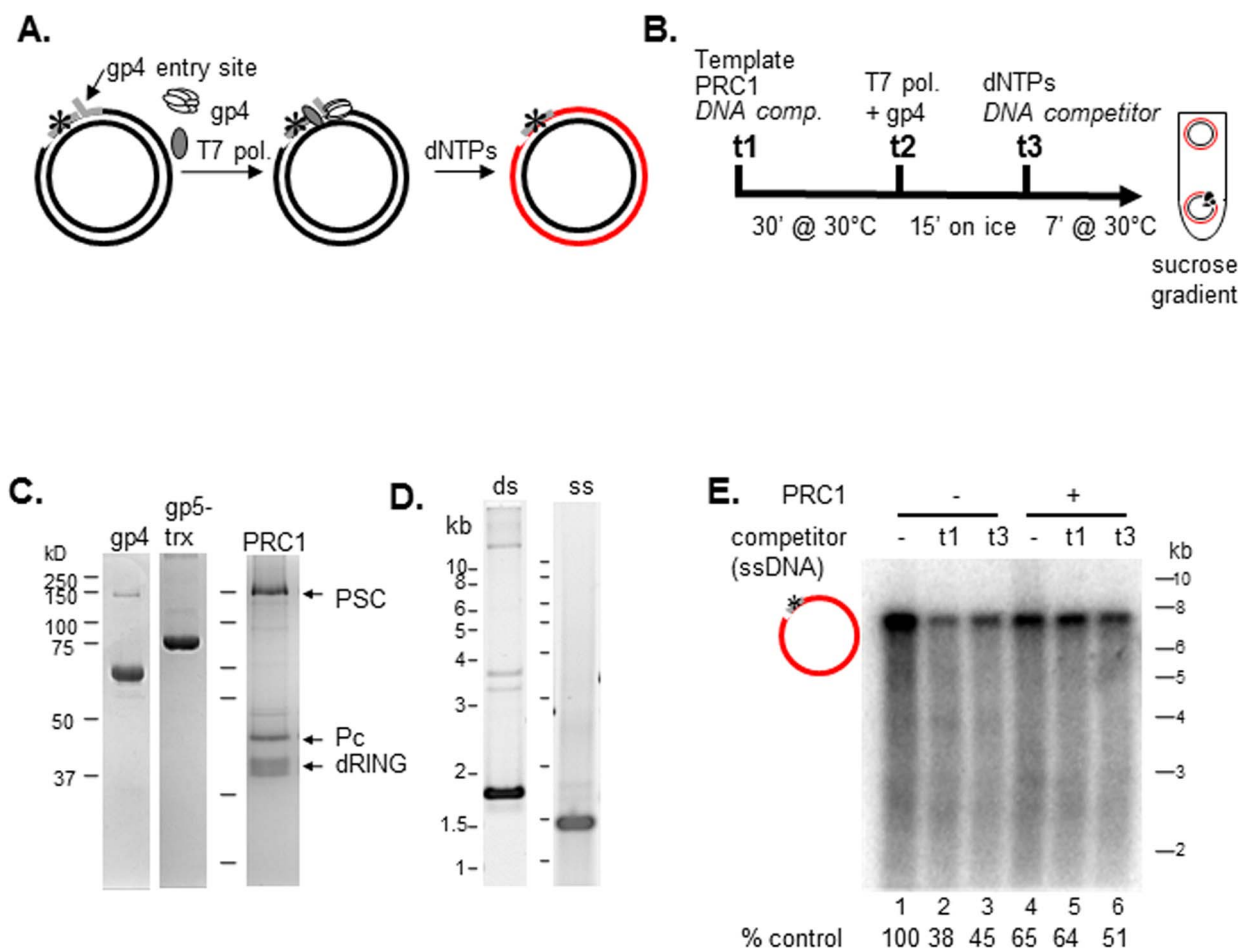 A.
gp4 entry site
gp4
T7 pol.
dNTPs
*
*
*
B.
Template
PRC1
DNA comp.
T7 pol.
+ gp4
dNTPs
DNA competitor
t1
t2
t3
30' @ 30°C
15' on ice
7' @ 30°C
sucrose
gradient
C.
gp4
gp5-
trx
PRC1
kD
250
150
100
75
50
37
PSC
Pc
dRING
D.
ds
ss
kb
10
8
6
5
4
3
2
1.5
1
E.
PRC1
- +
competitor
(ssDNA)
- t1 t3 - t1 t3
kb
*
10
8
6
5
4
3
2
1 2 3 4 5 6
% control 100 38 45 65 64 51